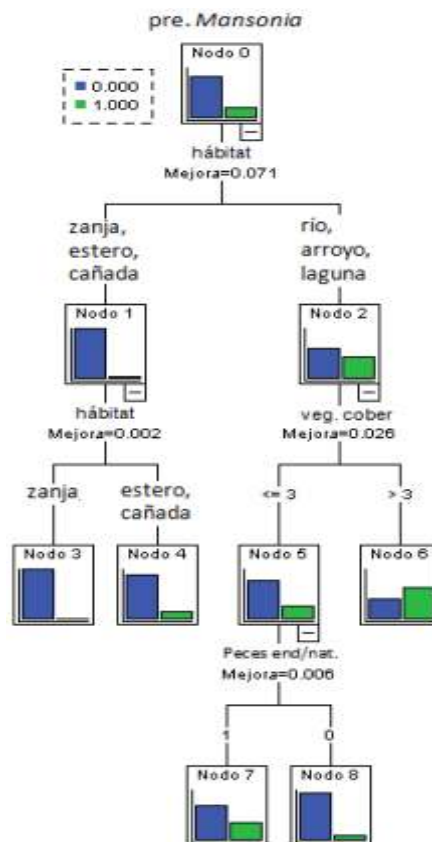 pre. Mansonia
Nodo 0
0.000
1.000
hábitat
Mejora=0.071
zanja,
estero,
cañada
río,
arroyo,
laguna
Nodo 1
Nodo 2
hábitat
Mejora=0.002
veg. cober
Mejora=0.026
zanja
estero,
cañada
<= 3
> 3
Nodo 3
Nodo 4
Nodo 5
Nodo 6
Peces end/nat.
Mejora=0.006
1
0
Nodo 7
Nodo 8